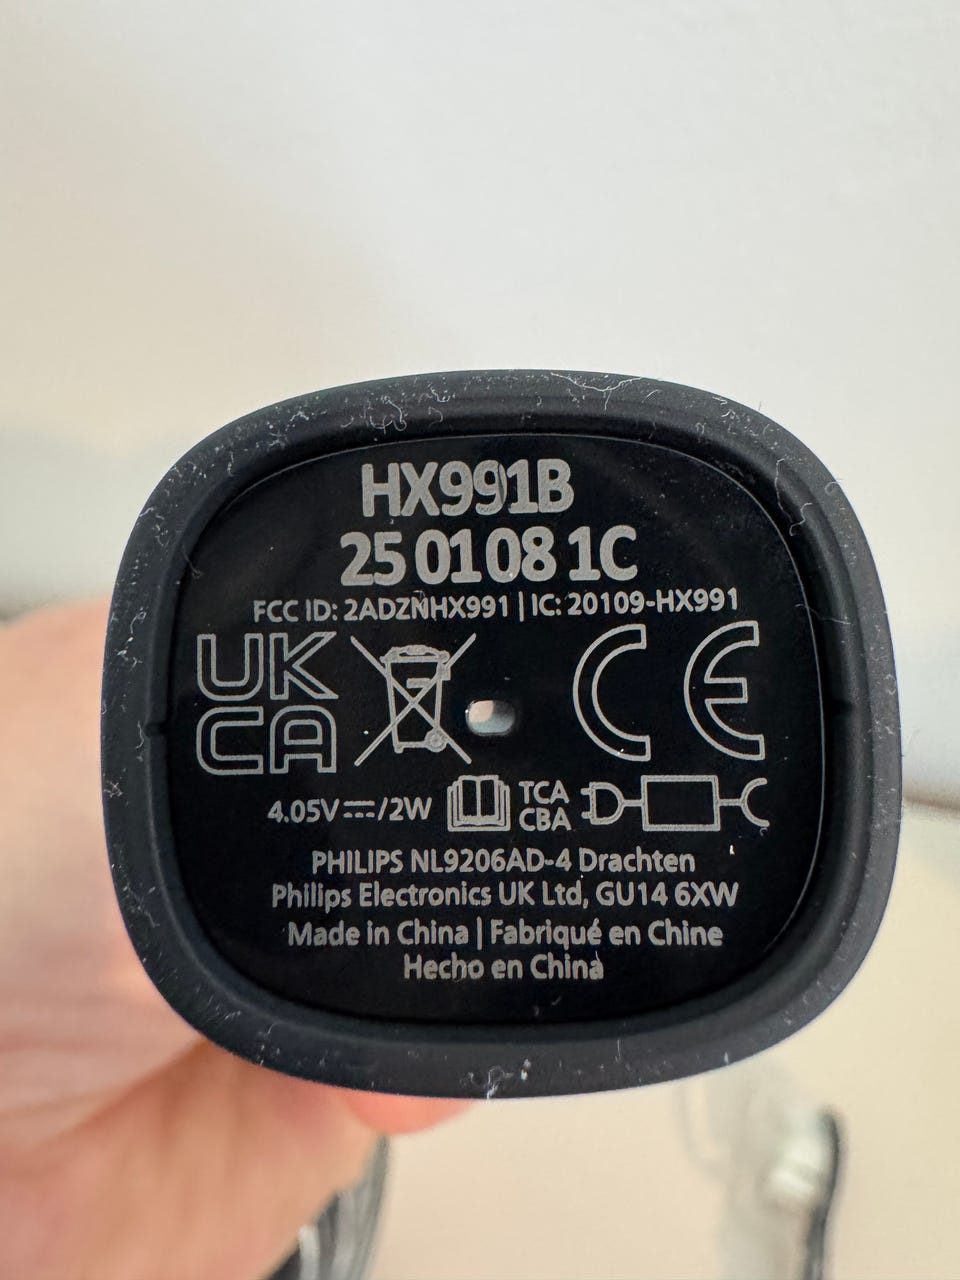 HX991B
25 01 08 1C
FCC ID: 2ADZNHX991 | IC: 20109-HX991
UK
CA
CE
4.05V⎓/2W
TCA
CBA
PHILIPS NL9206AD-4 Drachten
Philips Electronics UK Ltd, GU14 6XW
Made in China | Fabriqué en Chine
Hecho en China